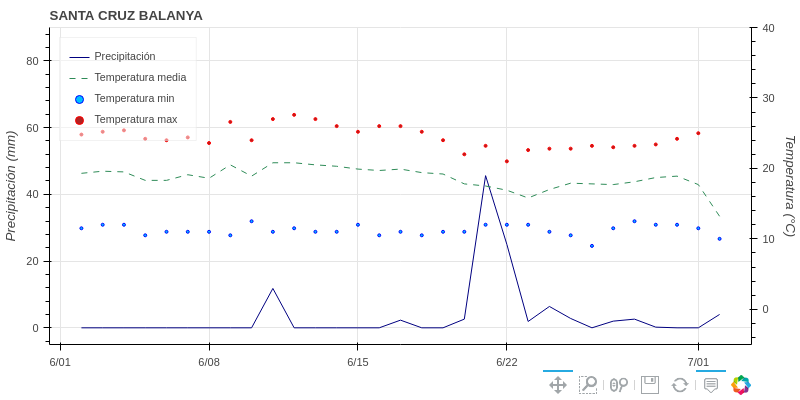 SANTA CRUZ BALANYA
Precipitación
Temperatura media
Temperatura min
Temperatura max
Precipitación (mm)
80
60
40
20
0
Temperatura (°C)
40
30
20
10
0
6/01
6/08
6/15
6/22
7/01